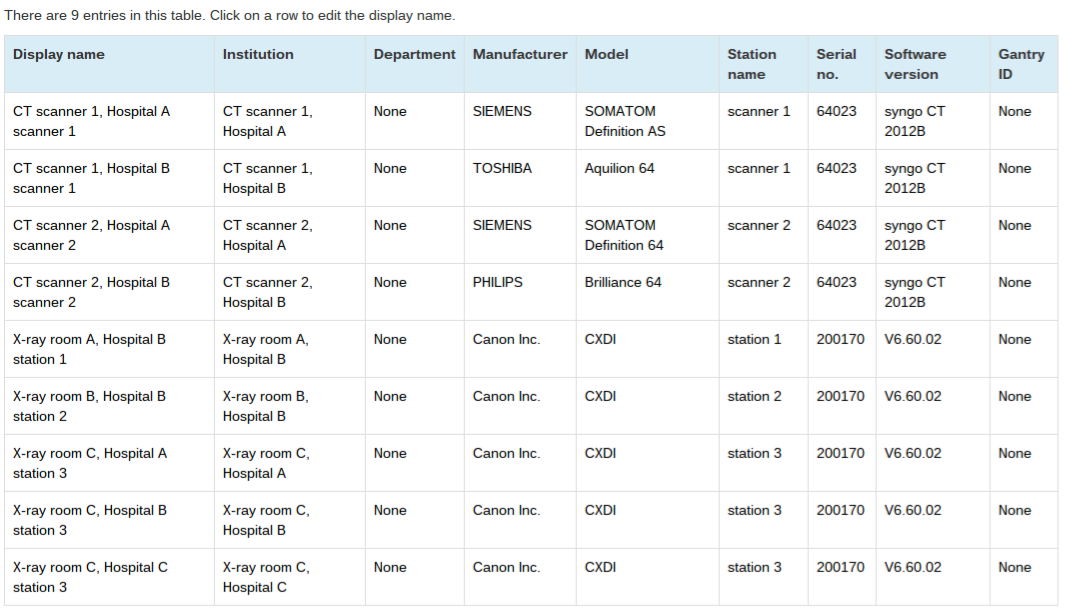 There are 9 entries in this table. Click on a row to edit the display name.
Display name Institution Department Manufacturer Model Station name Serial no. Software version Gantry ID
CT scanner 1, Hospital A scanner 1 CT scanner 1, Hospital A None SIEMENS SOMATOM Definition AS scanner 1 64023 syngo CT 2012B None
CT scanner 1, Hospital B scanner 1 CT scanner 1, Hospital B None TOSHIBA Aquilion 64 scanner 1 64023 syngo CT 2012B None
CT scanner 2, Hospital A scanner 2 CT scanner 2, Hospital A None SIEMENS SOMATOM Definition 64 scanner 2 64023 syngo CT 2012B None
CT scanner 2, Hospital B scanner 2 CT scanner 2, Hospital B None PHILIPS Brilliance 64 scanner 2 64023 syngo CT 2012B None
X-ray room A, Hospital B station 1 X-ray room A, Hospital B None Canon Inc. CXDI station 1 200170 V6.60.02 None
X-ray room B, Hospital B station 2 X-ray room B, Hospital B None Canon Inc. CXDI station 2 200170 V6.60.02 None
X-ray room C, Hospital A station 3 X-ray room C, Hospital A None Canon Inc. CXDI station 3 200170 V6.60.02 None
X-ray room C, Hospital B station 3 X-ray room C, Hospital B None Canon Inc. CXDI station 3 200170 V6.60.02 None
X-ray room C, Hospital C station 3 X-ray room C, Hospital C None Canon Inc. CXDI station 3 200170 V6.60.02 None